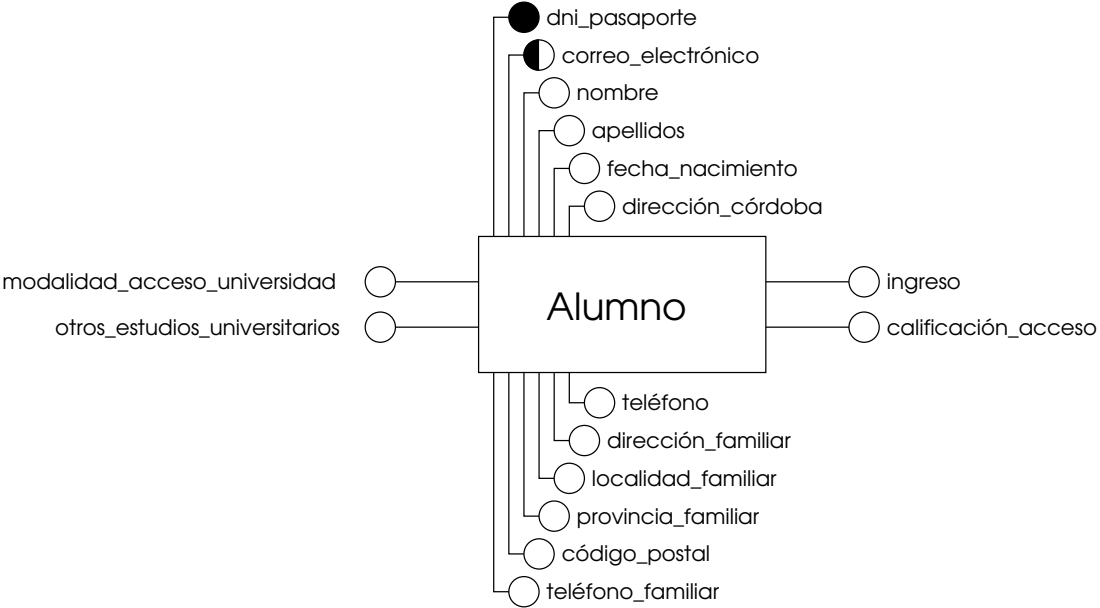 dni_pasaporte
correo_electrónico
nombre
apellidos
fecha_nacimiento
dirección_córdoba
modalidad_acceso_universidad
otros_estudios_universitarios
Alumno
ingreso
calificación_acceso
teléfono
dirección_familiar
localidad_familiar
provincia_familiar
código_postal
teléfono_familiar